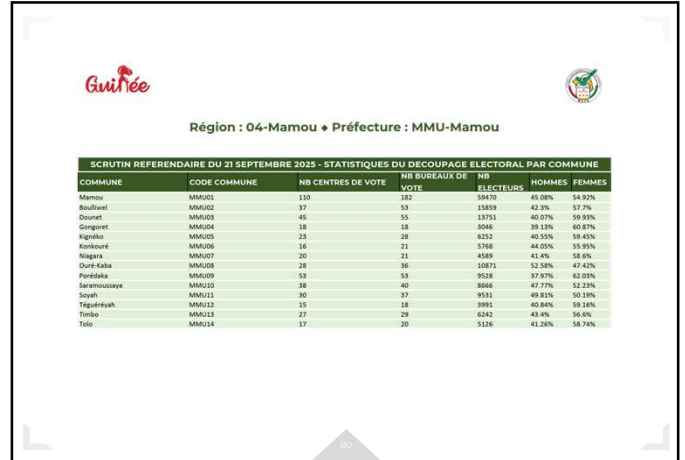 Guinée
Région : 04-Mamou ◆ Préfecture : MMU-Mamou
SCRUTIN REFERENDAIRE DU 21 SEPTEMBRE 2025 - STATISTIQUES DU DECOUPAGE ELECTORAL PAR COMMUNE
COMMUNE CODE COMMUNE NB CENTRES DE VOTE NB BUREAUX DE VOTE NB ELECTEURS HOMMES FEMMES
Mamou MMU01 110 182 59470 45.08% 54.92%
Boulliwel MMU02 37 53 15859 42.3% 57.7%
Dounet MMU03 45 55 13751 40.07% 59.93%
Gongoret MMU04 18 18 3046 39.13% 60.87%
Kignéko MMU05 23 28 6252 40.55% 59.45%
Konkouré MMU06 16 21 5768 44.05% 55.95%
Niagara MMU07 20 21 4589 41.4% 58.6%
Ouré-Kaba MMU08 28 36 10871 52.58% 47.42%
Porédaka MMU09 53 53 9528 37.97% 62.03%
Saramoussaya MMU10 38 40 8666 47.77% 52.23%
Soyah MMU11 30 37 9531 49.81% 50.19%
Téguéréyah MMU12 15 18 3991 40.84% 59.16%
Timbo MMU13 27 29 6242 43.4% 56.6%
Tolo MMU14 17 20 5126 41.26% 58.74%
80